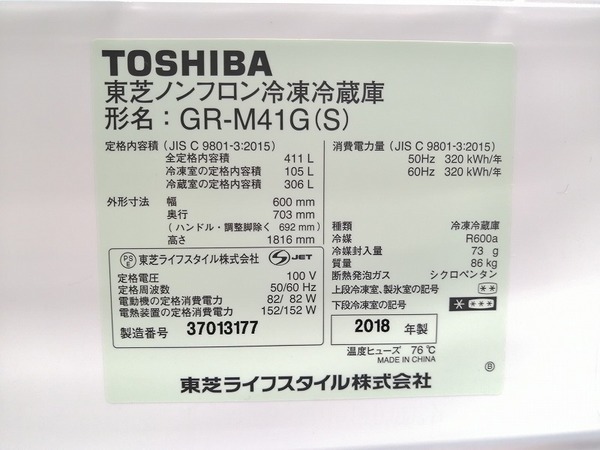 TOSHIBA
東芝ノンフロン冷凍冷蔵庫
形名：GR-M41G(S)
定格内容積（JIS C 9801-3:2015）
全定格内容積 411 L
冷凍室の定格内容積 105 L
冷蔵室の定格内容積 306 L
外形寸法 幅 600 mm
奥行 703 mm
（ハンドル・調整脚除く 692 mm）
高さ 1816 mm
PS E 東芝ライフスタイル株式会社 S JET
定格電圧 100 V
定格周波数 50/60 Hz
電動機の定格消費電力 82/ 82 W
電熱装置の定格消費電力 152/152 W
製造番号 37013177
消費電力量（JIS C 9801-3:2015）
50Hz 320 kWh/年
60Hz 320 kWh/年
種類 冷凍冷蔵庫
冷媒 R600a
冷媒封入量 73 g
質量 86 kg
断熱発泡ガス シクロペンタン
上段冷凍室、製氷室の記号
下段冷凍室の記号
2018 年製
温度ヒューズ 76 ℃
MADE IN CHINA
東芝ライフスタイル株式会社
Ⓑ